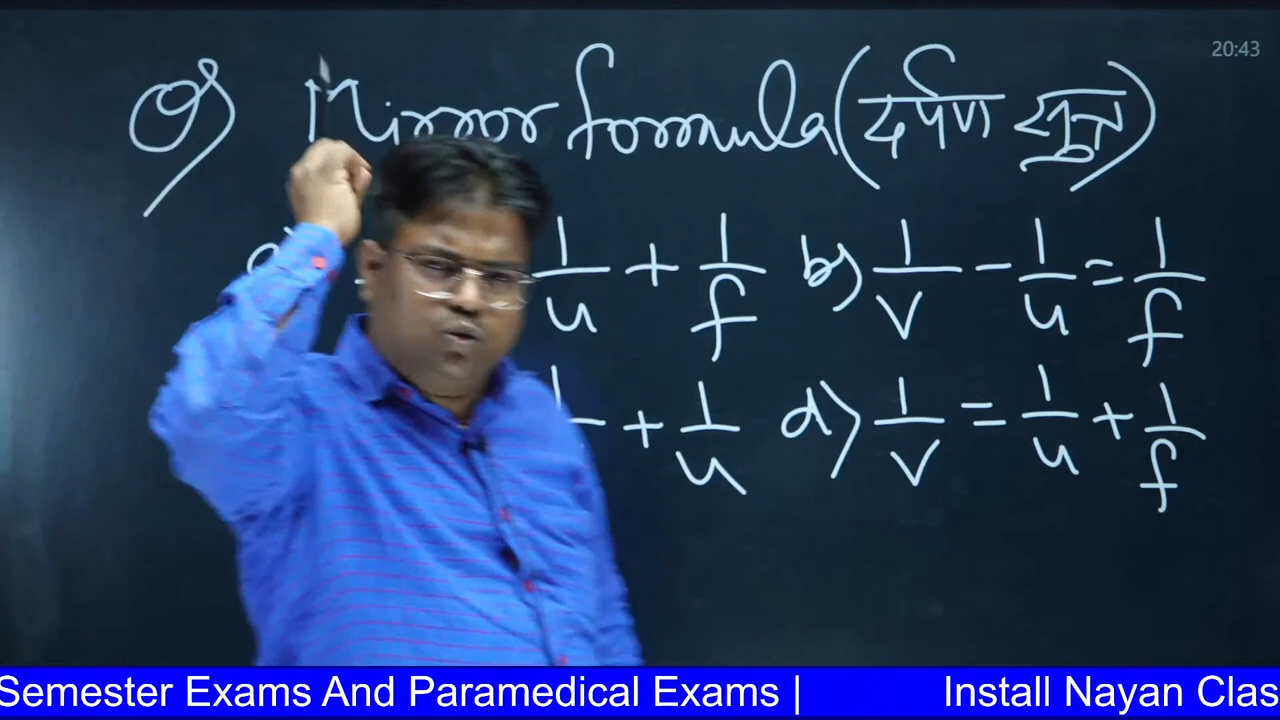 20:43
Q) Mirror formula (दर्पण सूत्र)
a) 1/u + 1/f b) 1/v - 1/u = 1/f
+ 1/u d) 1/v = 1/u + 1/f
Semester Exams And Paramedical Exams | Install Nayan Clas